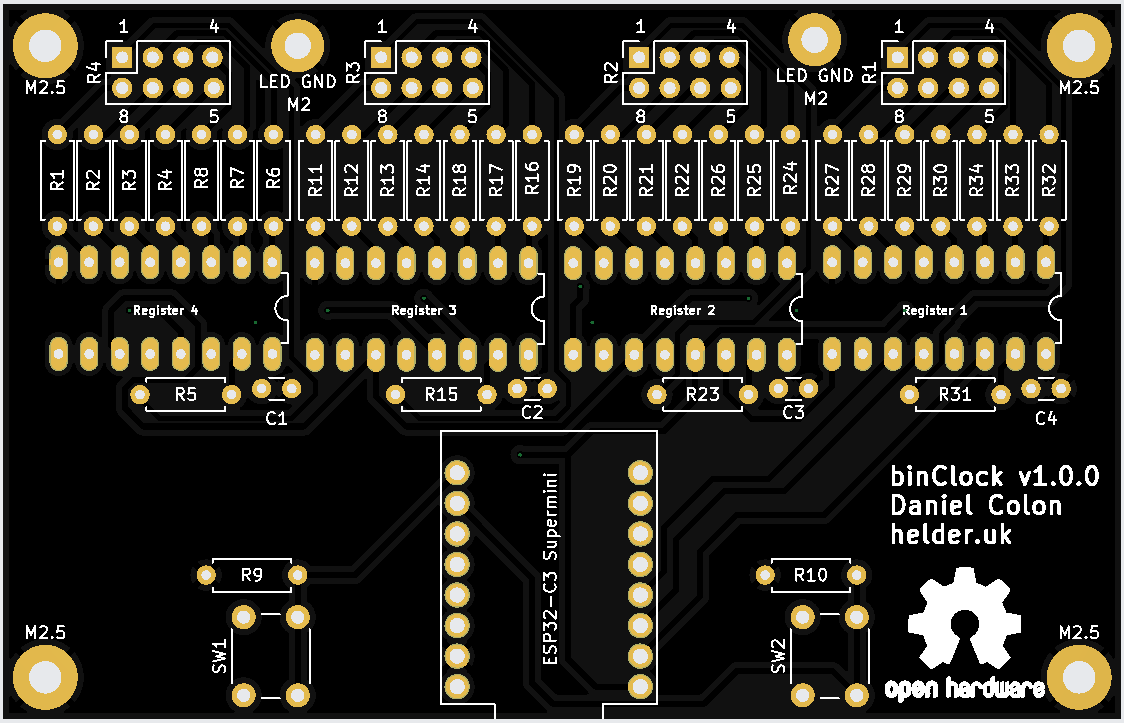 1 4 1 4 1 4 1 4
R4 R3 R2 R1
M2.5 LED GND LED GND M2.5
M2 M2
8 5 8 5 8 5 8 5
R1 R2 R3 R4 R8 R7 R6 R11 R12 R13 R14 R18 R17 R16 R19 R20 R21 R22 R26 R25 R24 R27 R28 R29 R30 R34 R33 R32
Register 4 Register 3 Register 2 Register 1
R5 R15 R23 R31
C1 C2 C3 C4
binClock v1.0.0
Daniel Colon
helder.uk
ESP32-C3 Supermini
R9 R10
M2.5 M2.5
SW1 SW2
open hardware